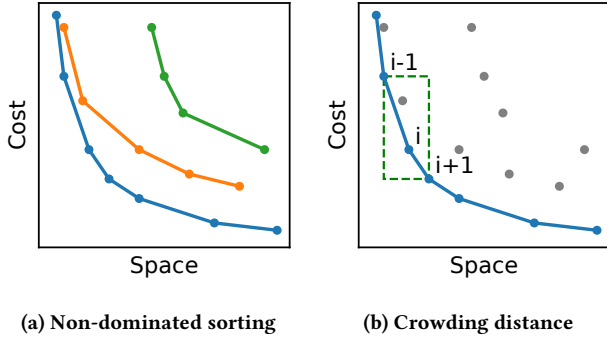 Cost
Space
(a) Non-dominated sorting
Cost
i-1
i
i+1
Space
(b) Crowding distance